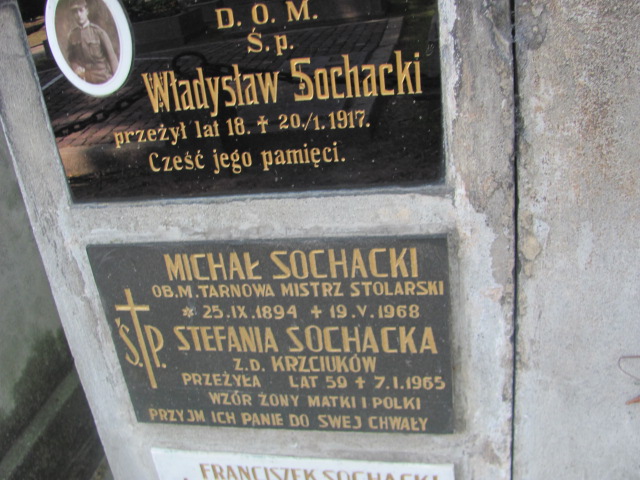 D. O. M.
Ś. p.
Władysław Sochacki
przeżył lat 18. + 20./1. 1917.
Cześć jego pamięci.
MICHAŁ SOCHACKI
OB. M. TARNOWA MISTRZ STOLARSKI
* 25.IX.1894 + 19.V.1968
Ś.P.
STEFANIA SOCHACKA
Z.D. KRZCIUKÓW
PRZEŻYŁA LAT 59 + 7.I.1965
WZÓR ŻONY MATKI I POLKI
PRZYJM ICH PANIE DO SWEJ CHWAŁY
FRANCISZEK SOCHACKI